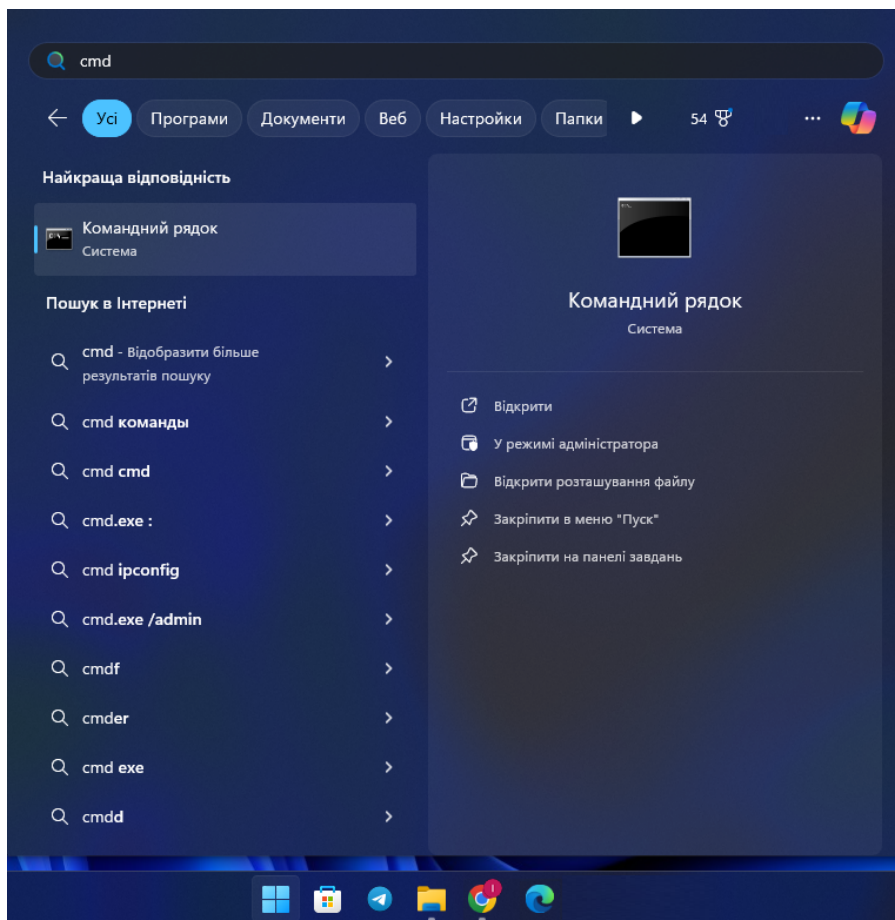 cmd
Усі Програми Документи Веб Настройки Папки 54
Найкраща відповідність
Командний рядок
Система
Пошук в Інтернеті
cmd - Відобразити більше
результатів пошуку
cmd команды
cmd cmd
cmd.exe :
cmd ipconfig
cmd.exe /admin
cmdf
cmder
cmd exe
cmdd
Командний рядок
Система
Відкрити
У режимі адміністратора
Відкрити розташування файлу
Закріпити в меню "Пуск"
Закріпити на панелі завдань